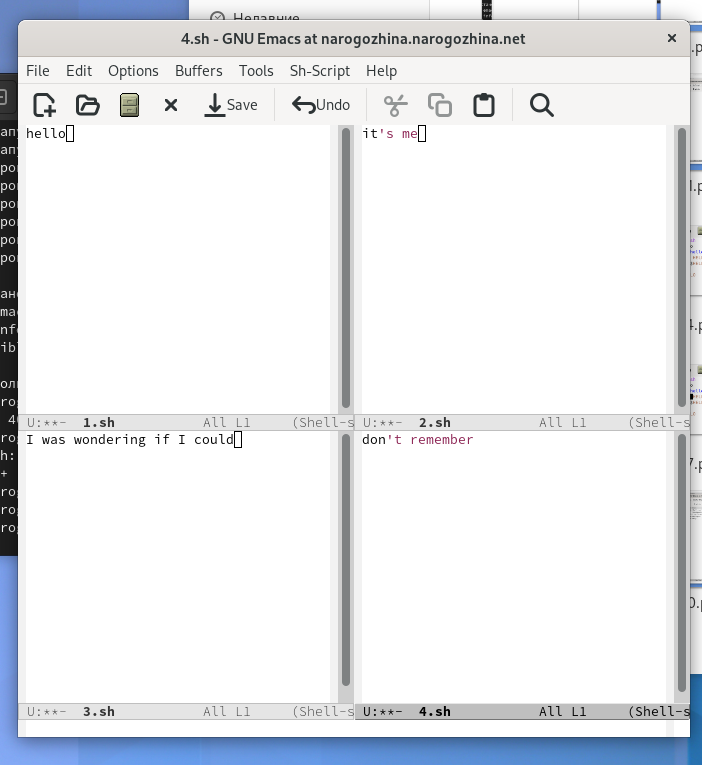 Недавние
4.sh - GNU Emacs at narogozhina.narogozhina.net
File Edit Options Buffers Tools Sh-Script Help
Save Undo
hello
it's me
U:**- 1.sh All L1 (Shell-s
U:**- 2.sh All L1 (Shell-s
I was wondering if I could
don't remember
U:**- 3.sh All L1 (Shell-s
U:**- 4.sh All L1 (Shell-s